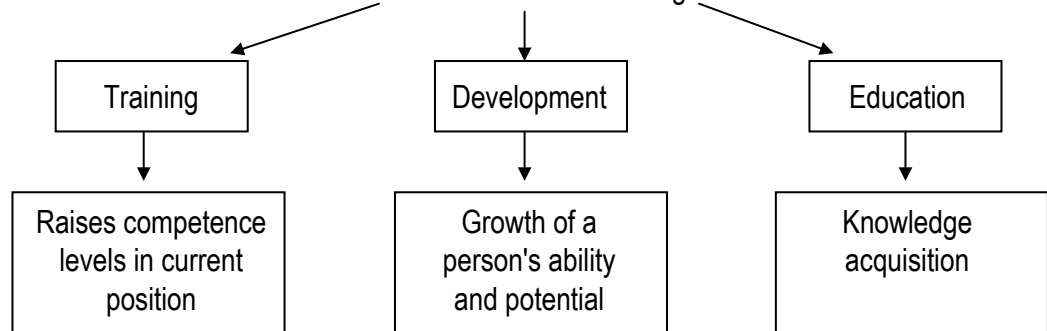 Training
Development
Education
Raises competence
levels in current
position
Growth of a
person's ability
and potential
Knowledge
acquisition